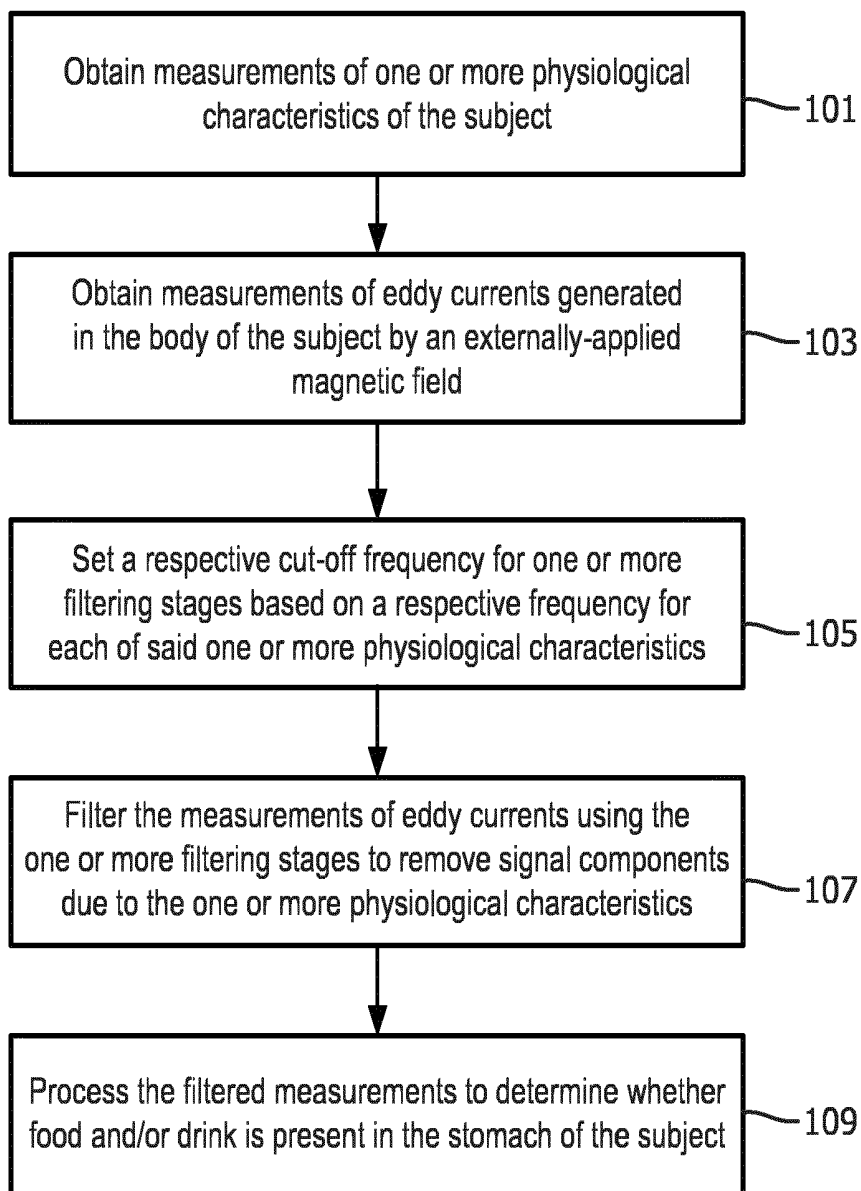 Obtain measurements of one or more physiological
characteristics of the subject
101
Obtain measurements of eddy currents generated
in the body of the subject by an externally-applied
magnetic field
103
Set a respective cut-off frequency for one or more
filtering stages based on a respective frequency for
each of said one or more physiological characteristics
105
Filter the measurements of eddy currents using the
one or more filtering stages to remove signal components
due to the one or more physiological characteristics
107
Process the filtered measurements to determine whether
food and/or drink is present in the stomach of the subject
109